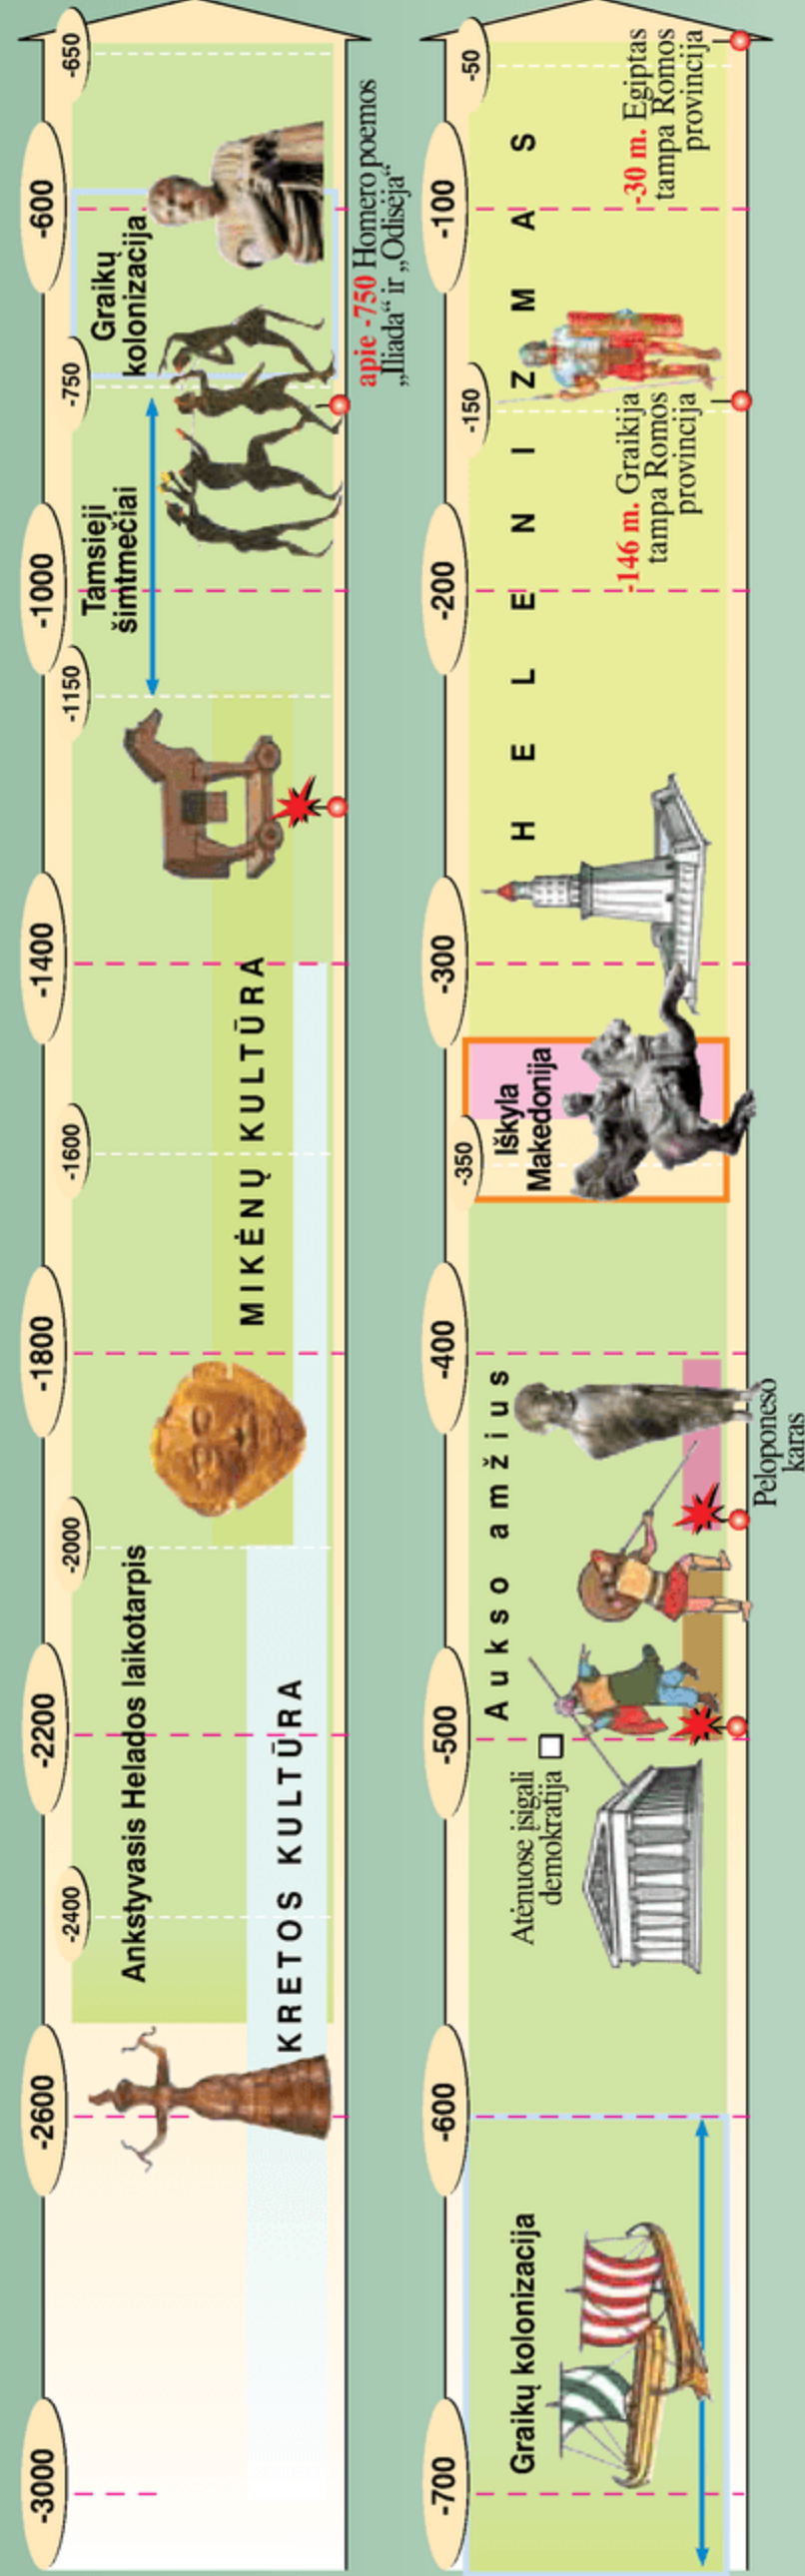 -3000
-2600
-2400
-2200
-2000
-1800
-1600
-1400
-1150
-1000
-750
-600
-650
Ankstyvasis Helados laikotarpis
KRETOS KULTŪRA
MIKĖNŲ KULTŪRA
Tamsieji
šimtmečiai
Graikų
kolonizacija
apie -750 Homero poemos
„Iliada“ ir „Odisėja“
-700
-600
-500
-400
-350
-300
-200
-150
-100
-50
Graikų kolonizacija
Atėnuose įsigali
demokratija
Aukso amžius
Peloponeso
karas
Iškyla
Makedonija
HELENIZMAS
-146 m. Graikija
tampa Romos
provincija
-30 m. Egiptas
tampa Romos
provincija